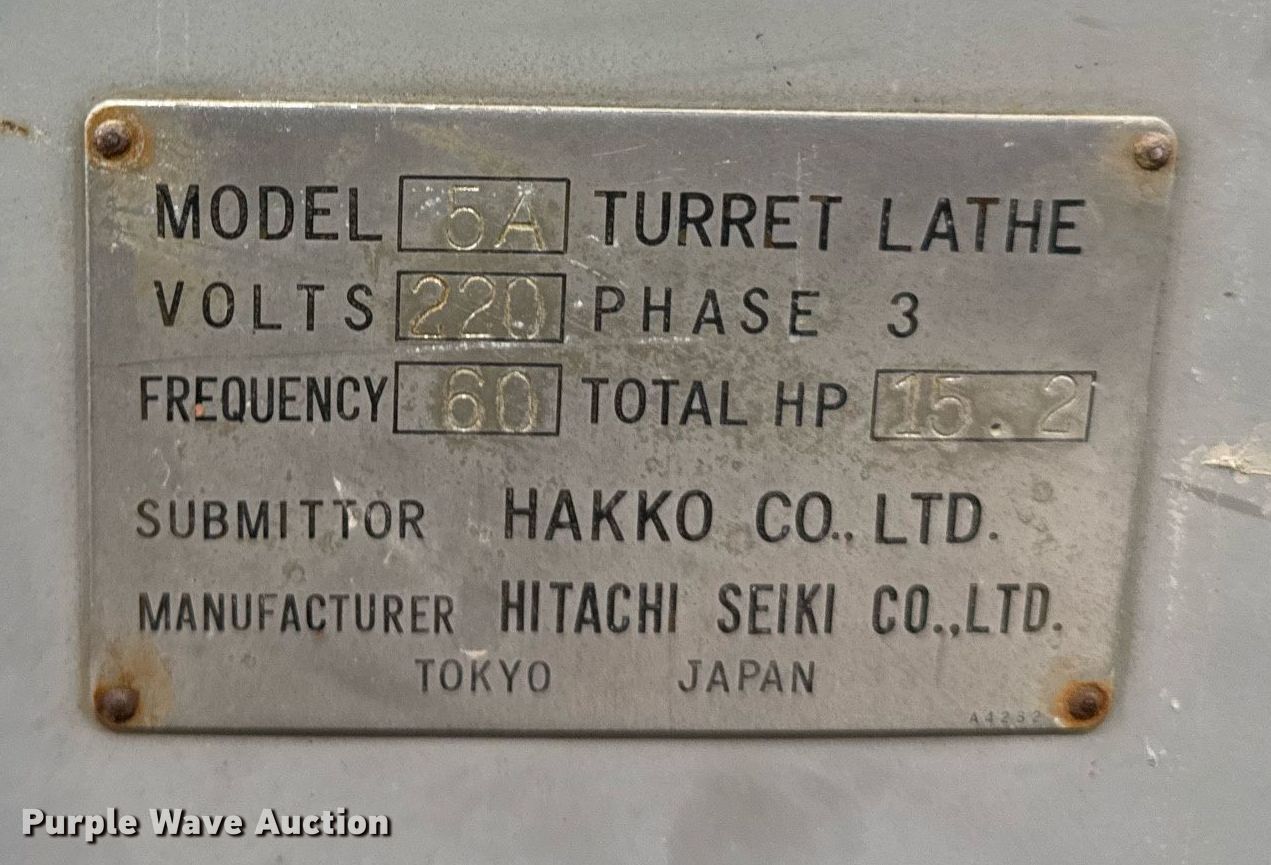 MODEL 5A TURRET LATHE
VOLTS 220 PHASE 3
FREQUENCY 60 TOTAL HP 15.2
SUBMITTOR HAKKO CO., LTD.
MANUFACTURER HITACHI SEIKI CO.,LTD.
TOKYO JAPAN
A4232
Purple Wave Auction